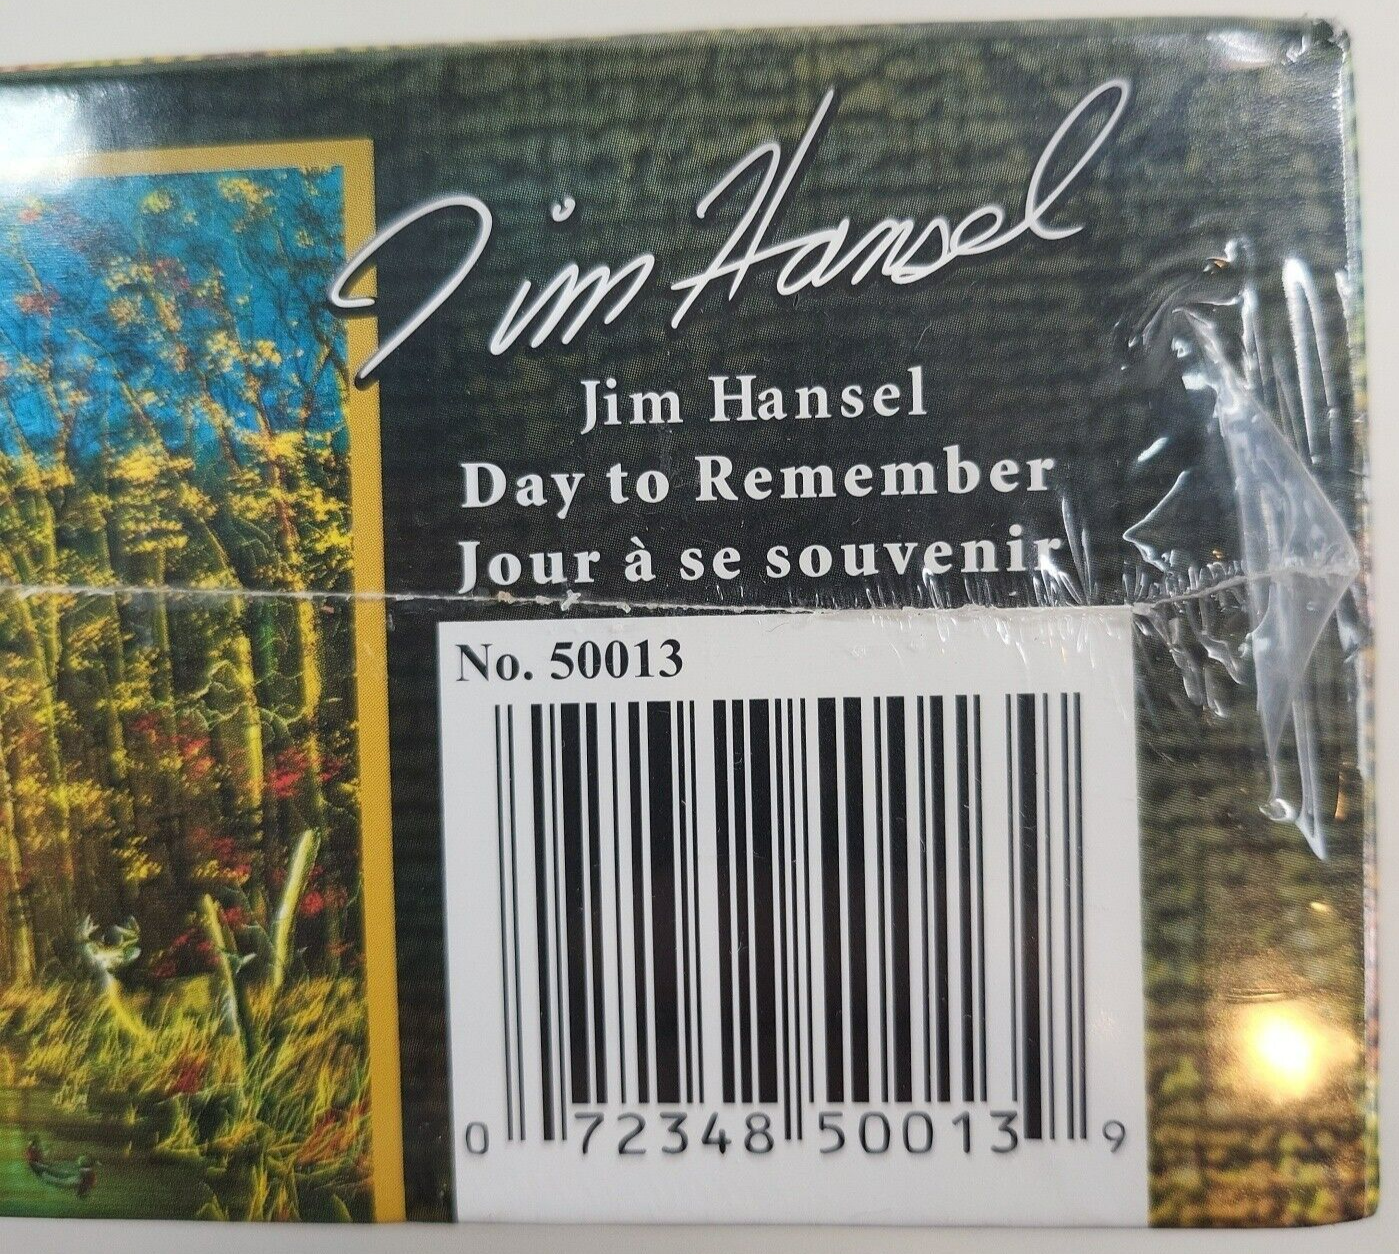 Jim Hansel
Jim Hansel
Day to Remember
Jour à se souvenir
No. 50013
0 72348 50013 9